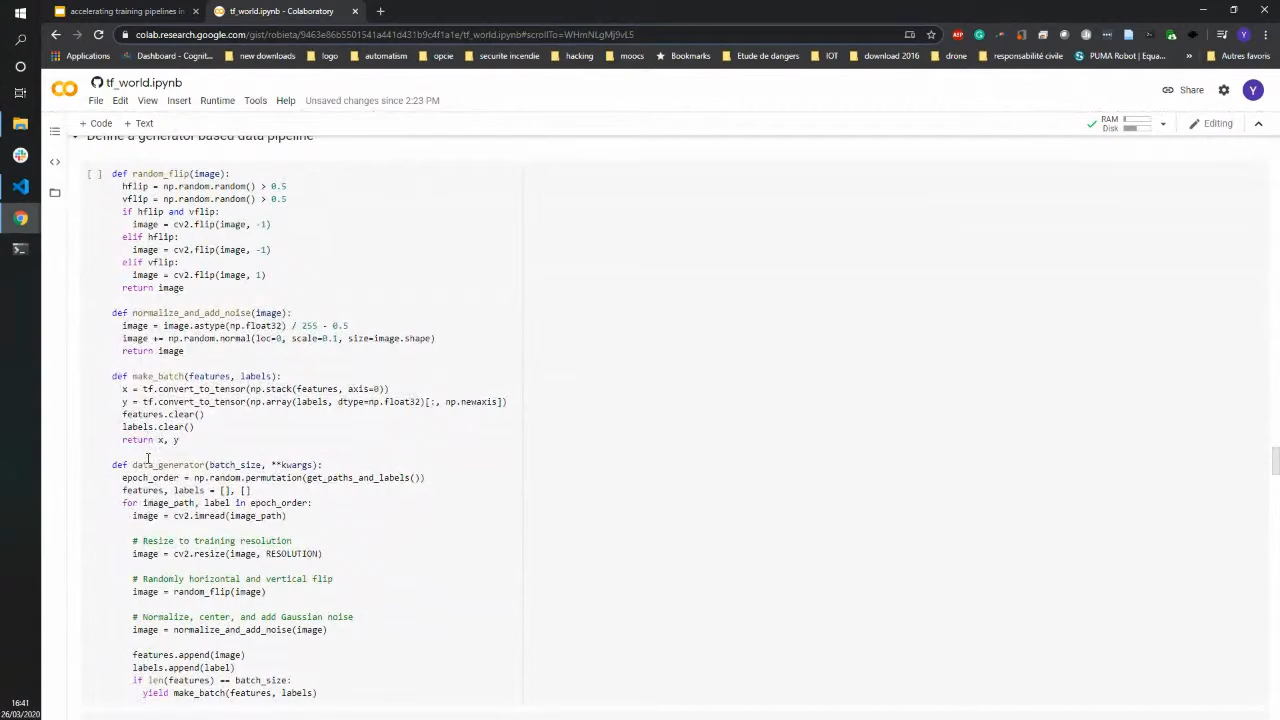 accelerating training pipelines in
tf_world.ipynb - Colaboratory
colab.research.google.com/gist/robieta/9463e86b5501541a441d431b9c4f1a1e/tf_world.ipynb#scrollTo=WHmNLgMj9vL5
Applications
Dashboard - Cognit...
new downloads
logo
automatism
opcie
securite incendie
hacking
moocs
Bookmarks
Etude de dangers
IOT
download 2016
drone
responsabilité civile
PUMA Robot | Equa...
»
Autres favoris
tf_world.ipynb
File Edit View Insert Runtime Tools Help Unsaved changes since 2:23 PM
Share
Y
+ Code + Text
RAM
Disk
Editing
Define a generator based data pipeline
[ ] def random_flip(image):
hflip = np.random.random() > 0.5
vflip = np.random.random() > 0.5
if hflip and vflip:
image = cv2.flip(image, -1)
elif hflip:
image = cv2.flip(image, -1)
elif vflip:
image = cv2.flip(image, 1)
return image
def normalize_and_add_noise(image):
image = image.astype(np.float32) / 255 - 0.5
image += np.random.normal(loc=0, scale=0.1, size=image.shape)
return image
def make_batch(features, labels):
x = tf.convert_to_tensor(np.stack(features, axis=0))
y = tf.convert_to_tensor(np.array(labels, dtype=np.float32)[:, np.newaxis])
features.clear()
labels.clear()
return x, y
def data_generator(batch_size, **kwargs):
epoch_order = np.random.permutation(get_paths_and_labels())
features, labels = [], []
for image_path, label in epoch_order:
image = cv2.imread(image_path)
# Resize to training resolution
image = cv2.resize(image, RESOLUTION)
# Randomly horizontal and vertical flip
image = random_flip(image)
# Normalize, center, and add Gaussian noise
image = normalize_and_add_noise(image)
features.append(image)
labels.append(label)
if len(features) == batch_size:
yield make_batch(features, labels)
16:41
26/03/2020